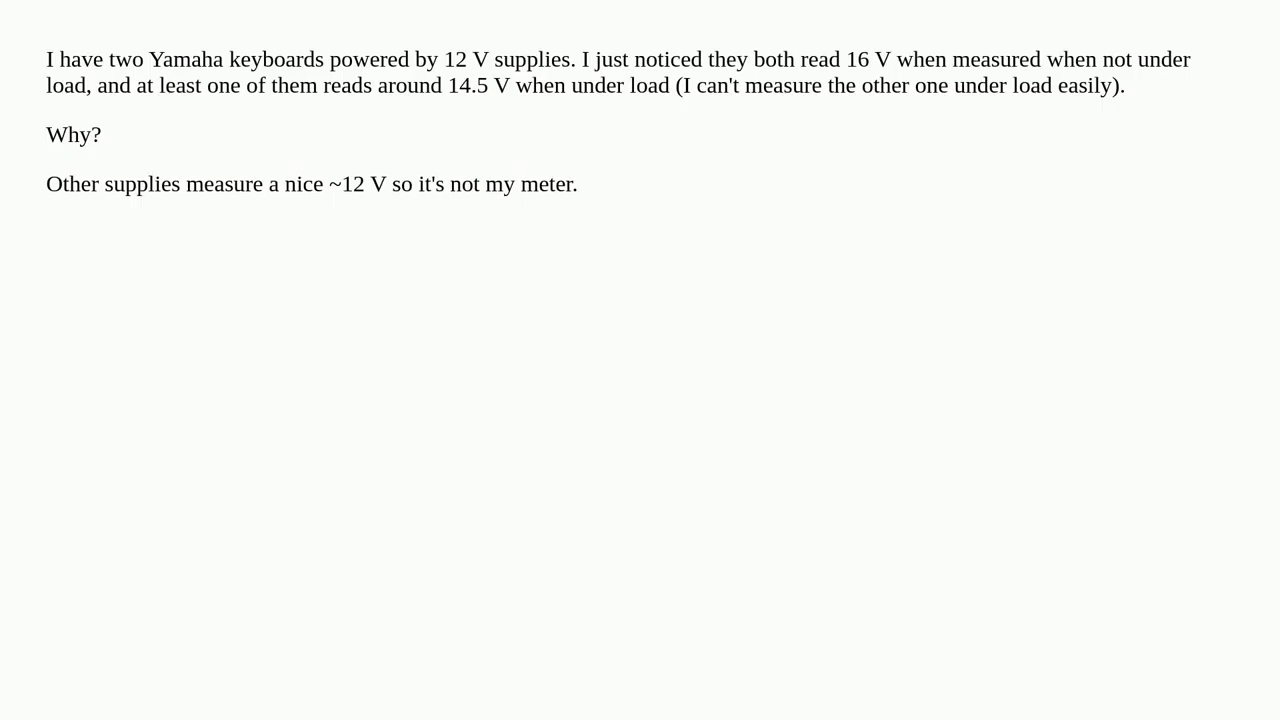 I have two Yamaha keyboards powered by 12 V supplies. I just noticed they both read 16 V when measured when not under
load, and at least one of them reads around 14.5 V when under load (I can't measure the other one under load easily).
Why?
Other supplies measure a nice ~12 V so it's not my meter.